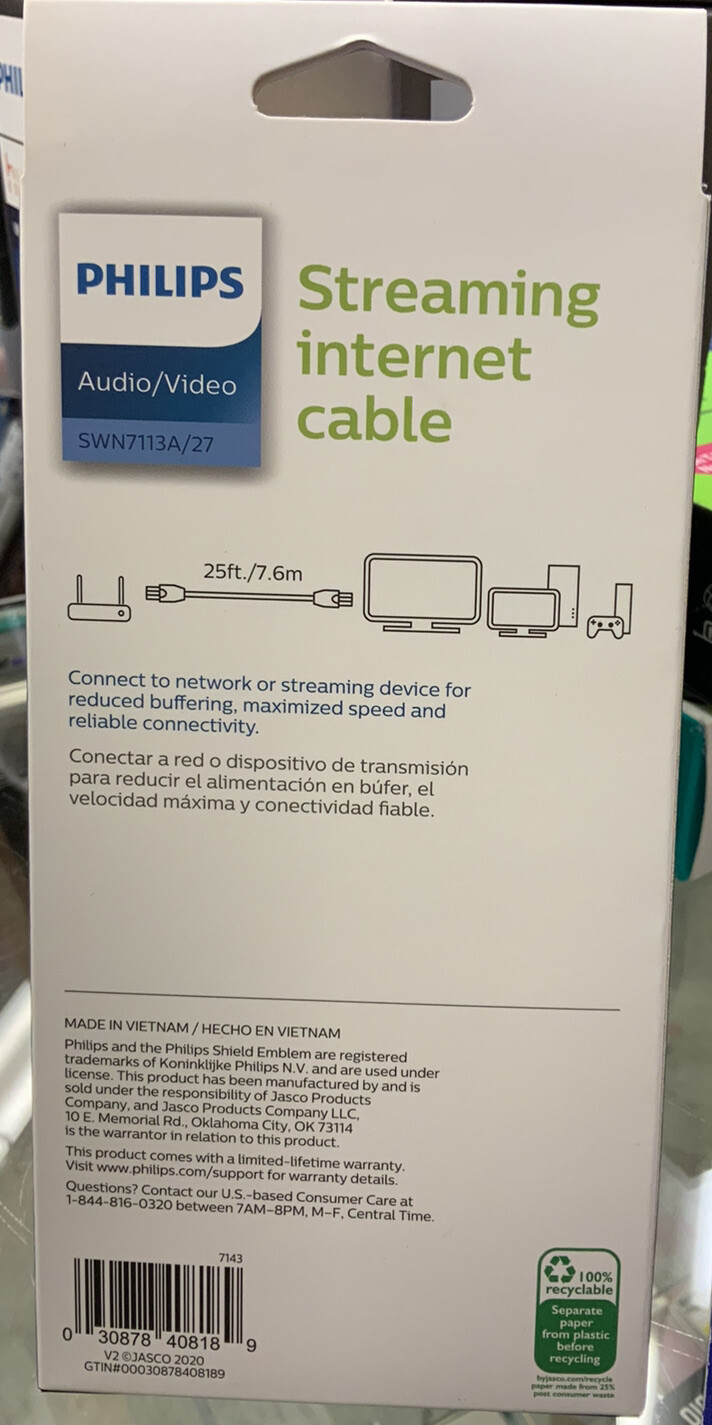 PHILIPS
Audio/Video
SWN7113A/27
Streaming
internet
cable
25ft./7.6m
Connect to network or streaming device for
reduced buffering, maximized speed and
reliable connectivity.
Conectar a red o dispositivo de transmisión
para reducir el alimentación en búfer, el
velocidad máxima y conectividad fiable.
MADE IN VIETNAM / HECHO EN VIETNAM
Philips and the Philips Shield Emblem are registered
trademarks of Koninklijke Philips N.V. and are used under
license. This product has been manufactured by and is
sold under the responsibility of Jasco Products
Company, and Jasco Products Company LLC,
10 E. Memorial Rd., Oklahoma City, OK 73114
is the warrantor in relation to this product.
This product comes with a limited-lifetime warranty.
Visit www.philips.com/support for warranty details.
Questions? Contact our U.S.-based Consumer Care at
1-844-816-0320 between 7AM–8PM, M–F, Central Time.
7143
0 30878 40818 9
V2 ©JASCO 2020
GTIN#00030878408189
100%
recyclable
Separate
paper
from plastic
before
recycling
byjasco.com/recycle
paper made from 25%
post consumer waste